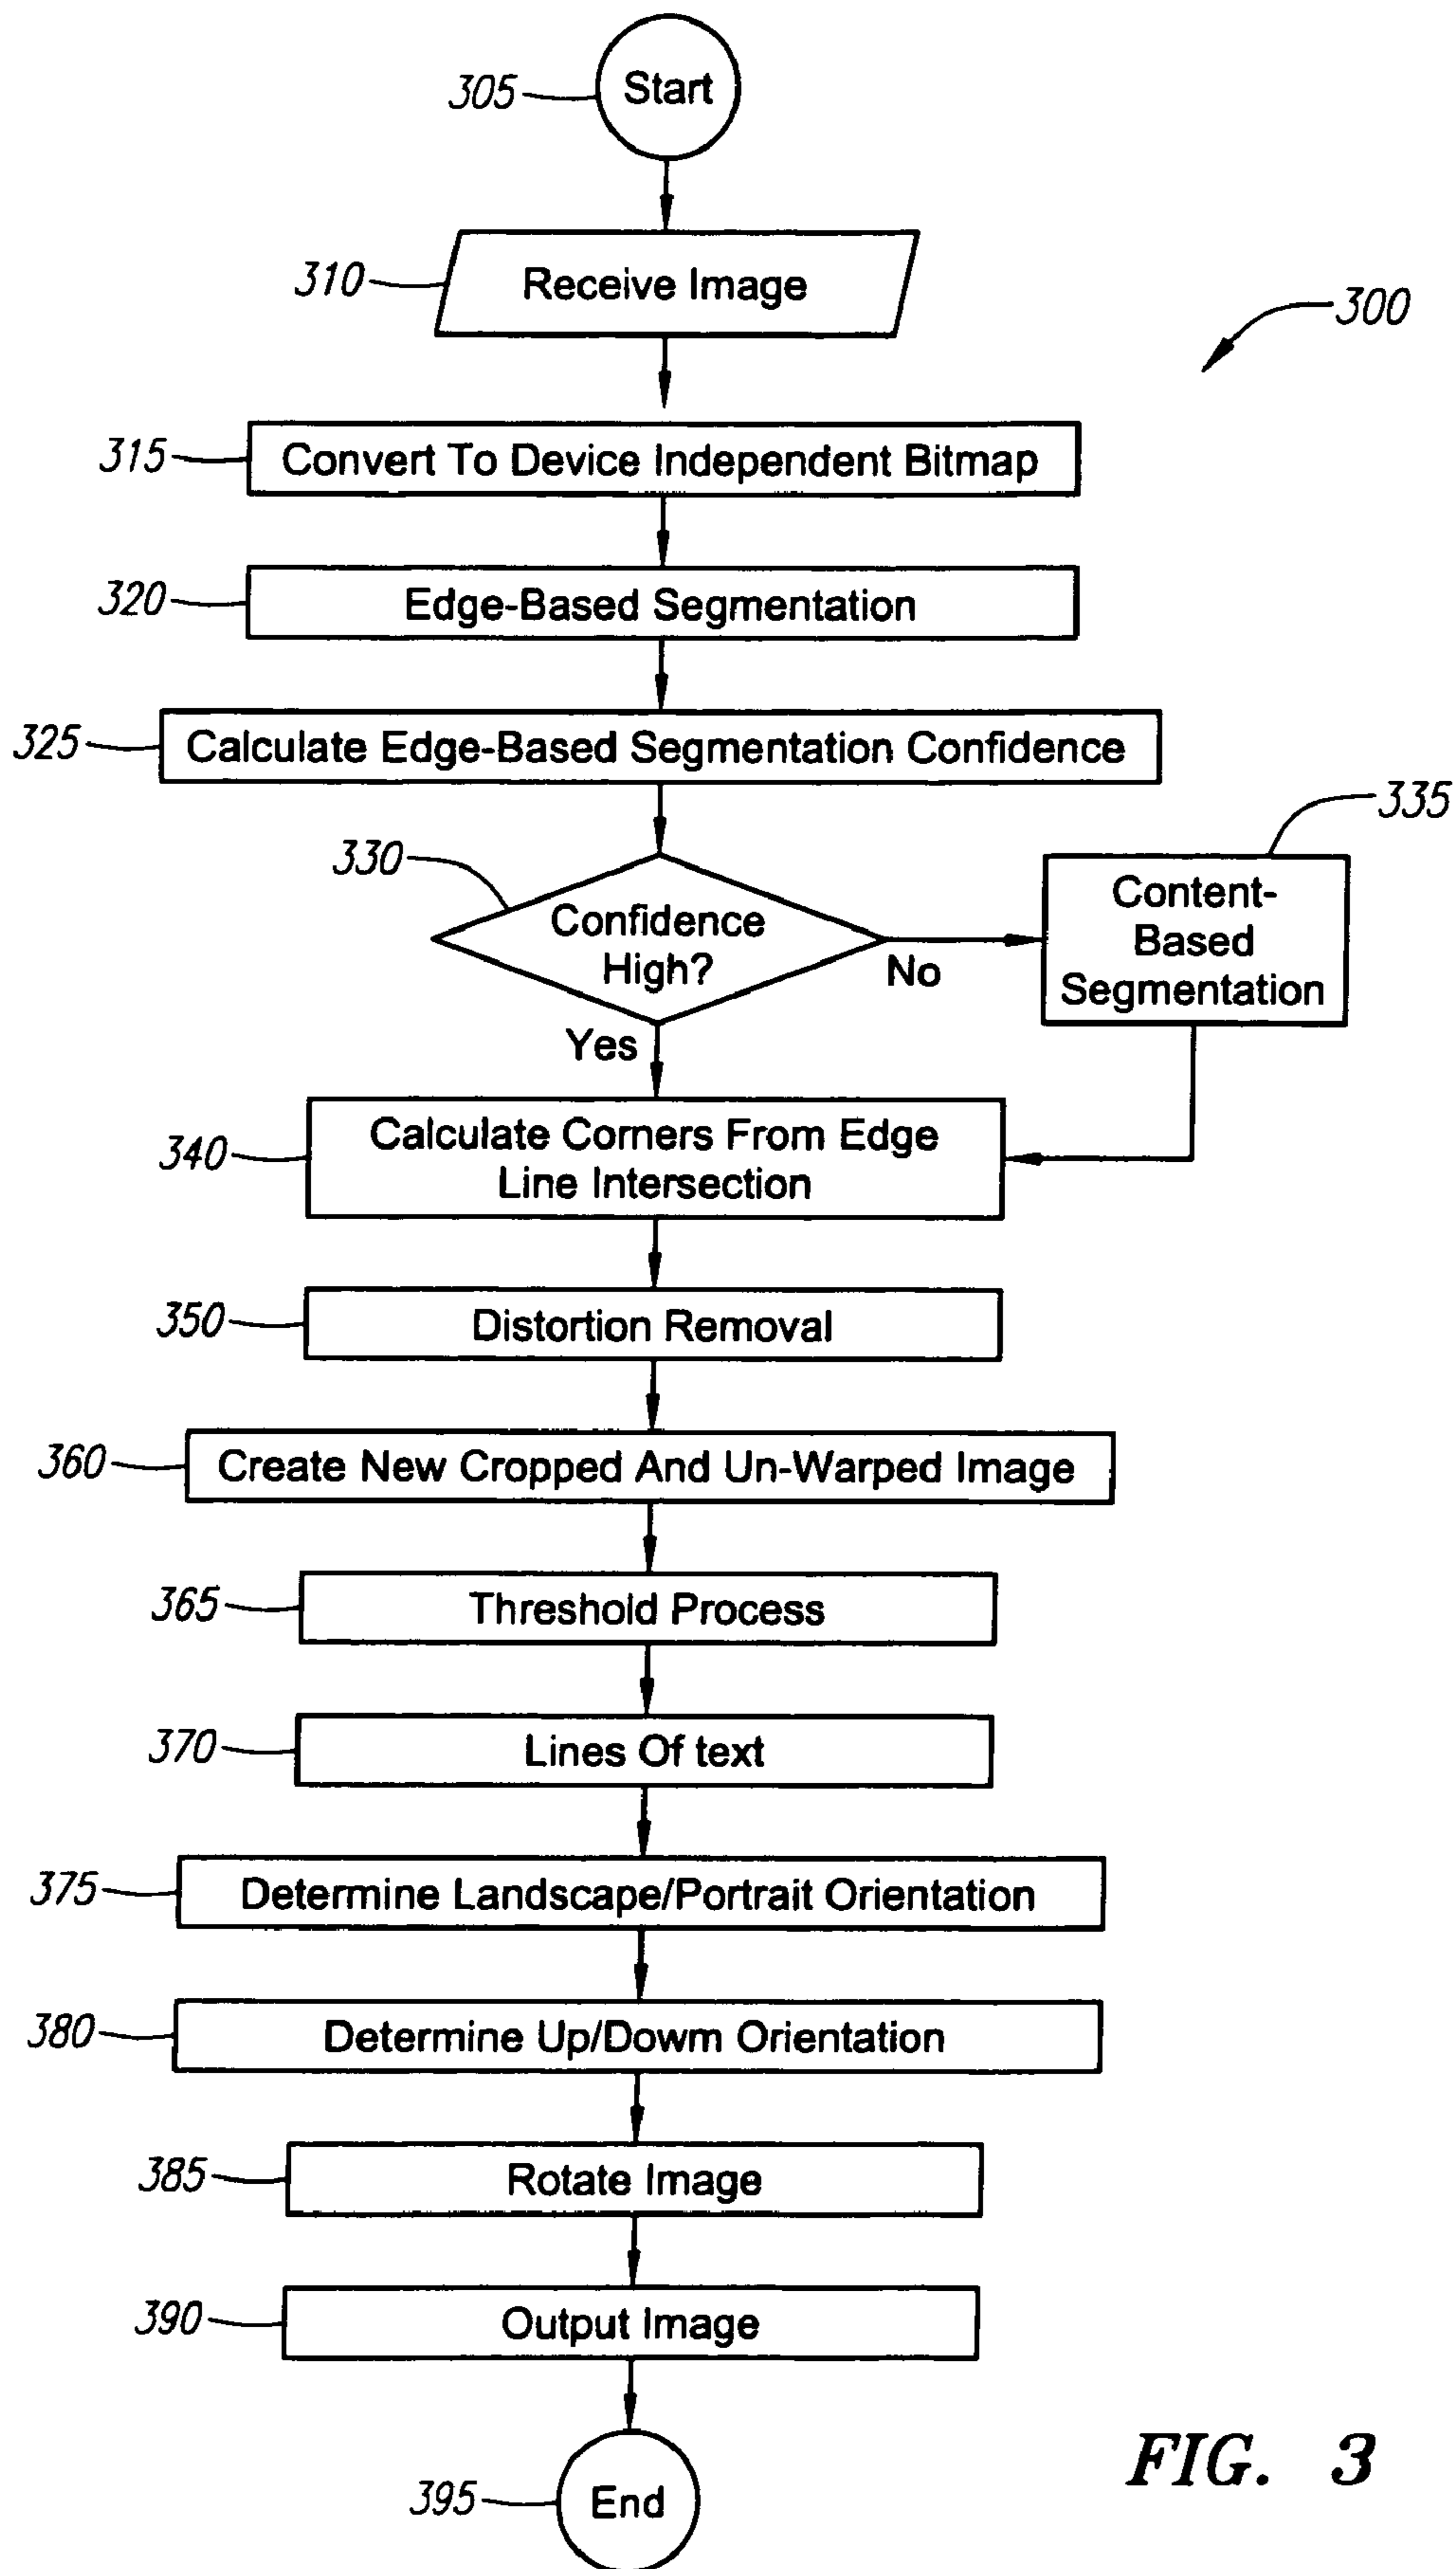 305
Start
310
Receive Image
300
315
Convert To Device Independent Bitmap
320
Edge-Based Segmentation
325
Calculate Edge-Based Segmentation Confidence
335
330
Confidence
High?
No
Content-
Based
Segmentation
Yes
340
Calculate Corners From Edge
Line Intersection
350
Distortion Removal
360
Create New Cropped And Un-Warped Image
365
Threshold Process
370
Lines Of text
375
Determine Landscape/Portrait Orientation
380
Determine Up/Dowm Orientation
385
Rotate Image
390
Output Image
395
End
FIG. 3